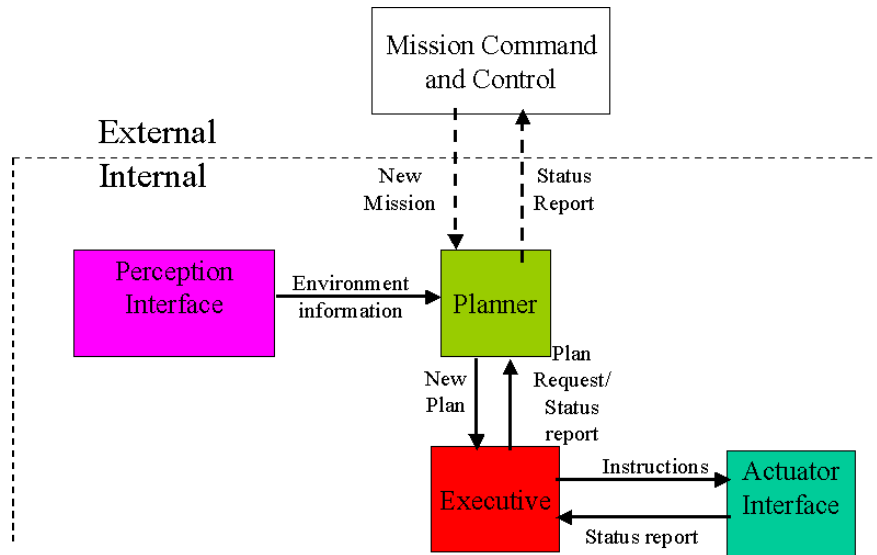 Mission Command
and Control
External
Internal
New
Mission
Status
Report
Perception
Interface
Environment
information
Planner
New
Plan
Plan
Request/
Status
report
Executive
Instructions
Status report
Actuator
Interface